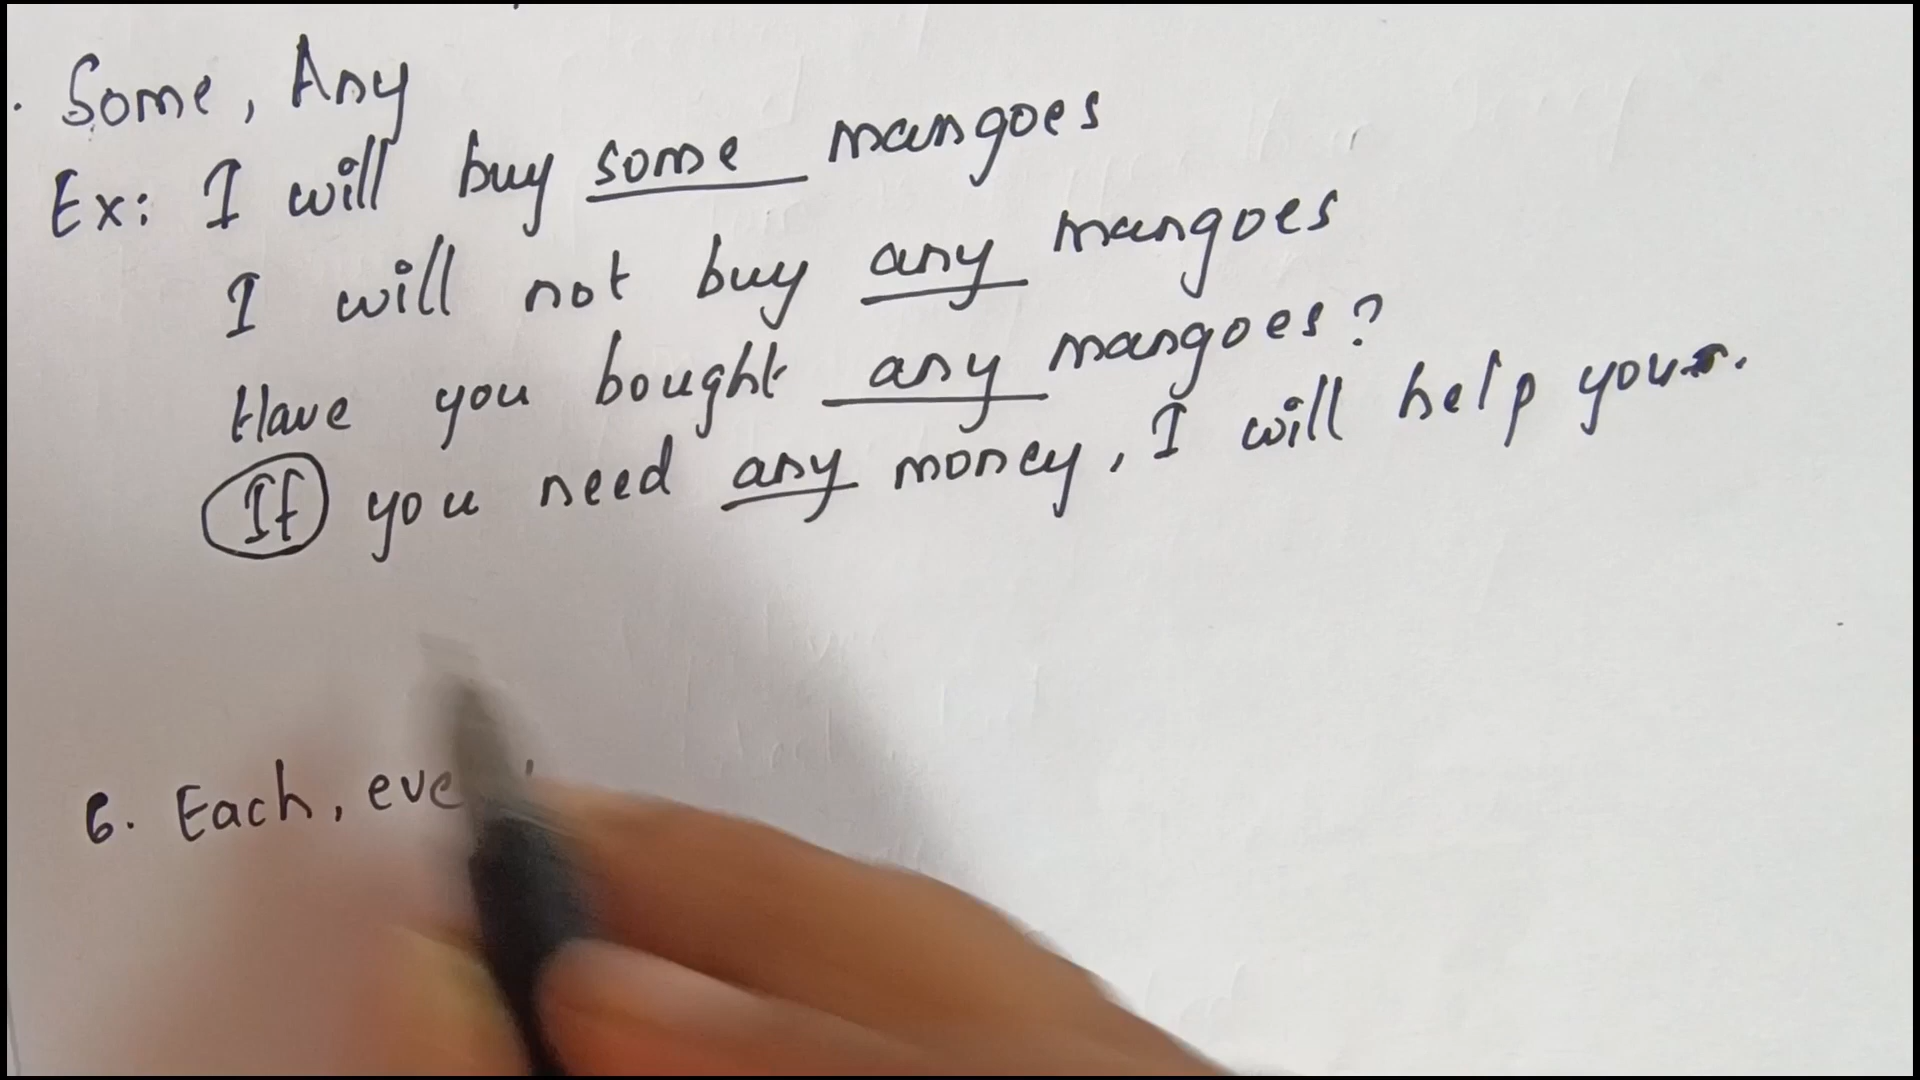 . Some, Any
Ex: I will buy some mangoes
I will not buy any mangoes
Have you bought any mangoes?
If you need any money, I will help you.
6. Each, eve